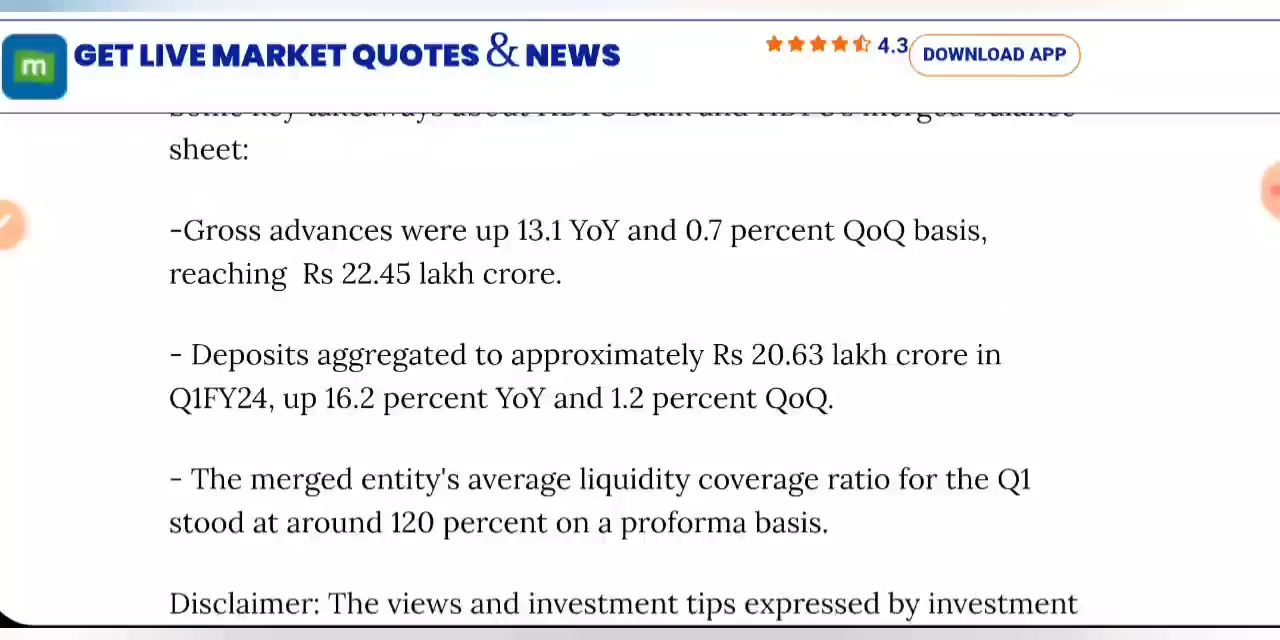 m
GET LIVE MARKET QUOTES & NEWS
4.3
DOWNLOAD APP
sheet:
-Gross advances were up 13.1 YoY and 0.7 percent QoQ basis,
reaching Rs 22.45 lakh crore.
- Deposits aggregated to approximately Rs 20.63 lakh crore in
Q1FY24, up 16.2 percent YoY and 1.2 percent QoQ.
- The merged entity's average liquidity coverage ratio for the Q1
stood at around 120 percent on a proforma basis.
Disclaimer: The views and investment tips expressed by investment